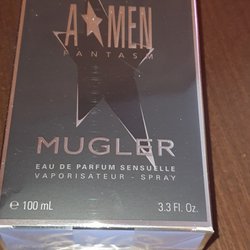 A★MEN
FANTASM
MUGLER
EAU DE PARFUM SENSUELLE
VAPORISATEUR - SPRAY
℮ 100 mL 3.3 Fl. Oz.